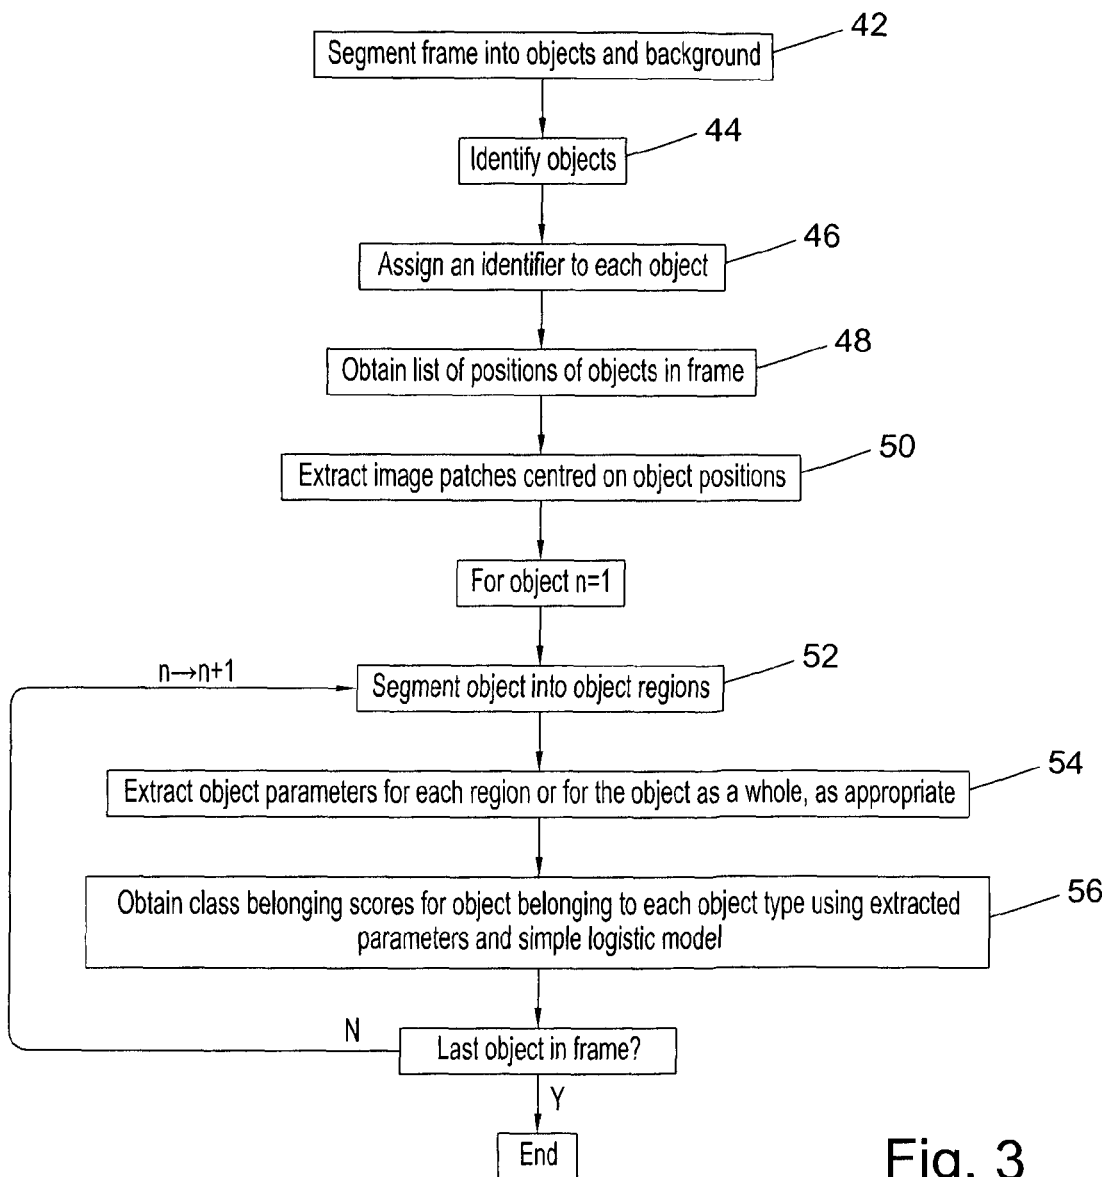 42
Segment frame into objects and background
44
Identify objects
46
Assign an identifier to each object
48
Obtain list of positions of objects in frame
50
Extract image patches centred on object positions
For object n=1
52
n→n+1
Segment object into object regions
54
Extract object parameters for each region or for the object as a whole, as appropriate
56
Obtain class belonging scores for object belonging to each object type using extracted
parameters and simple logistic model
N
Last object in frame?
Y
End
Fig. 3